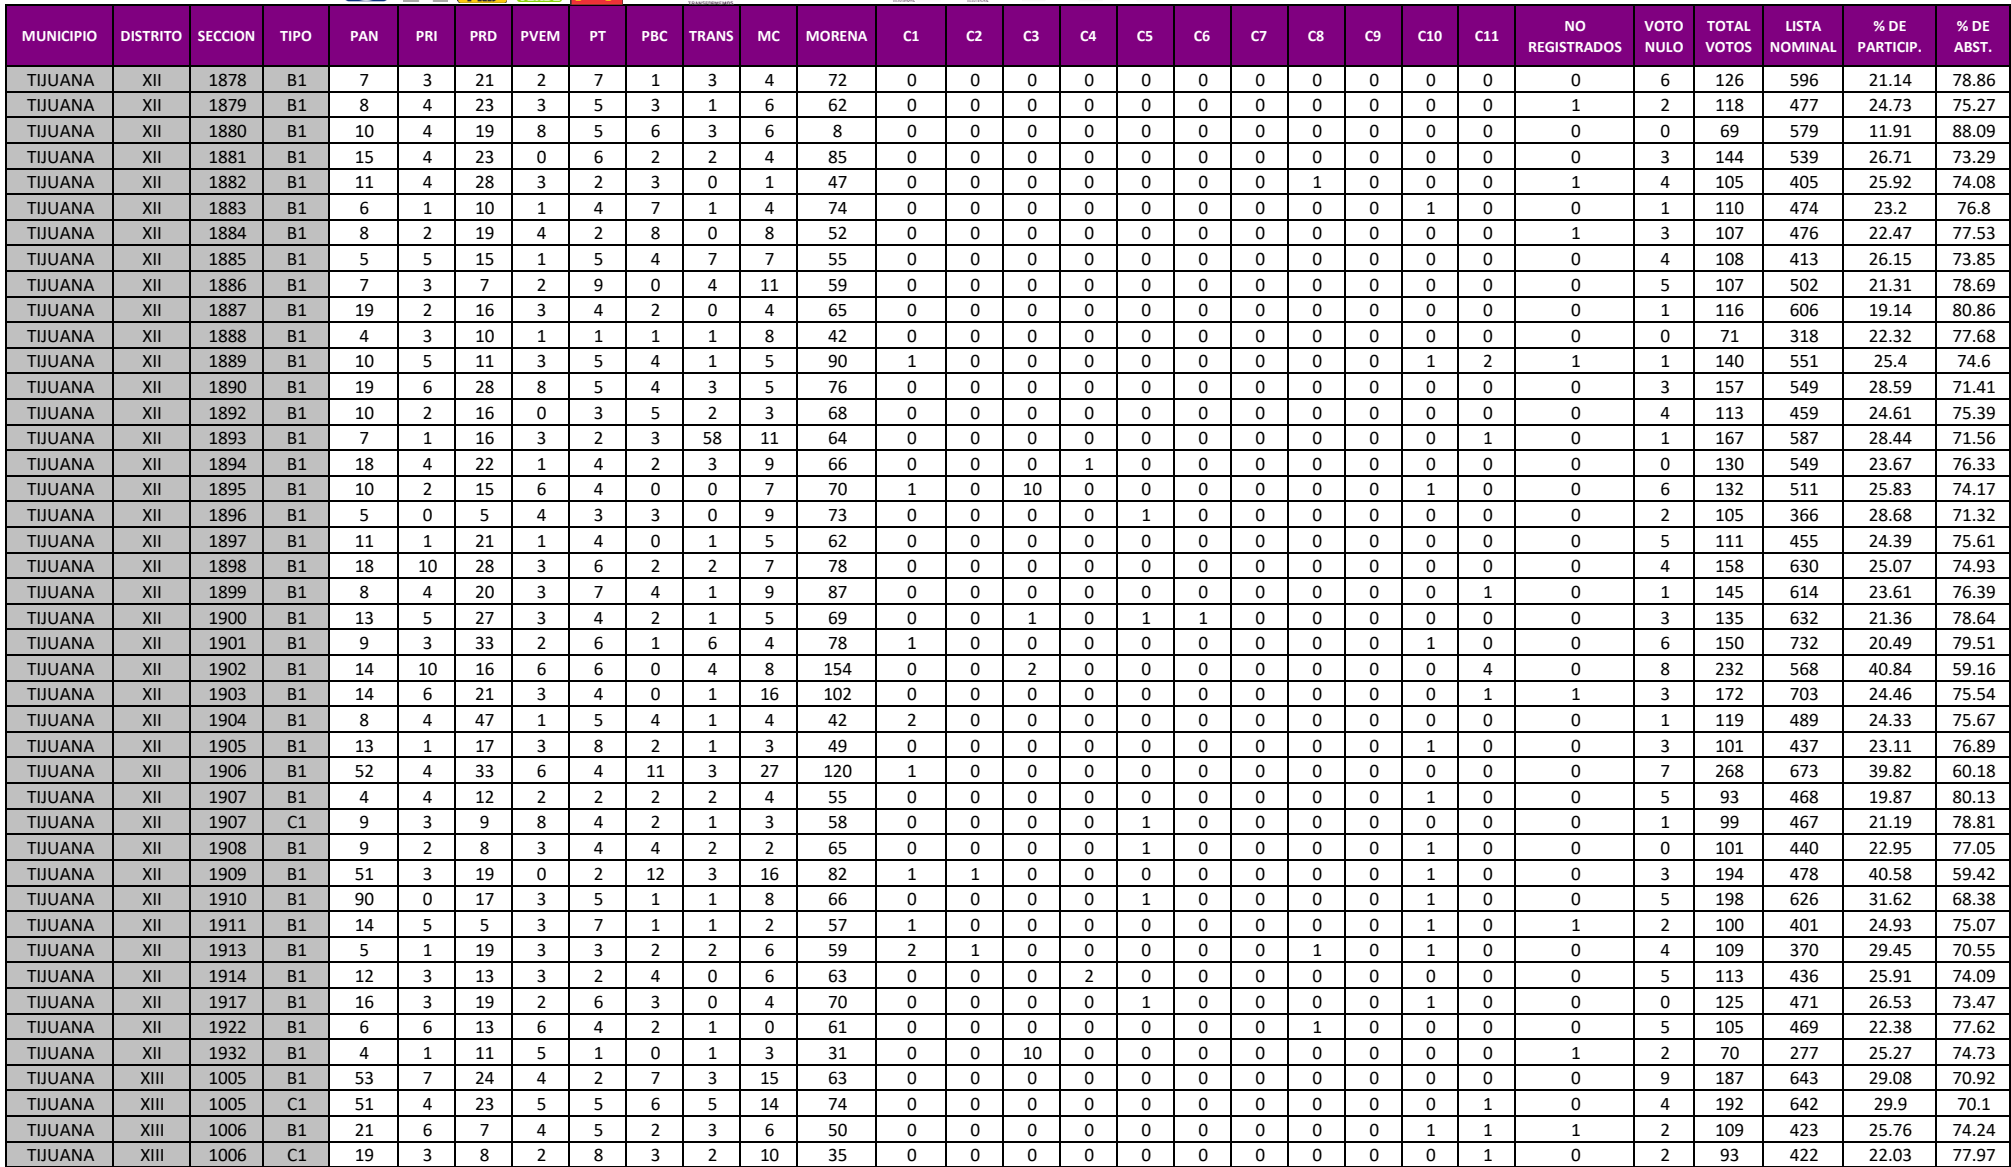 MUNICIPIO DISTRITO SECCION TIPO PAN PRI PRD PVEM PT PBC TRANS MC MORENA C1 C2 C3 C4 C5 C6 C7 C8 C9 C10 C11 NO REGISTRADOS VOTO NULO TOTAL VOTOS LISTA NOMINAL % DE PARTICIP. % DE ABST.
TIJUANA XII 1878 B1 7 3 21 2 7 1 3 4 72 0 0 0 0 0 0 0 0 0 0 0 0 6 126 596 21.14 78.86
TIJUANA XII 1879 B1 8 4 23 3 5 3 1 6 62 0 0 0 0 0 0 0 0 0 0 0 1 2 118 477 24.73 75.27
TIJUANA XII 1880 B1 10 4 19 8 5 6 3 6 8 0 0 0 0 0 0 0 0 0 0 0 0 0 69 579 11.91 88.09
TIJUANA XII 1881 B1 15 4 23 0 6 2 2 4 85 0 0 0 0 0 0 0 0 0 0 0 0 3 144 539 26.71 73.29
TIJUANA XII 1882 B1 11 4 28 3 2 3 0 1 47 0 0 0 0 0 0 0 1 0 0 0 1 4 105 405 25.92 74.08
TIJUANA XII 1883 B1 6 1 10 1 4 7 1 4 74 0 0 0 0 0 0 0 0 0 1 0 0 1 110 474 23.2 76.8
TIJUANA XII 1884 B1 8 2 19 4 2 8 0 8 52 0 0 0 0 0 0 0 0 0 0 0 1 3 107 476 22.47 77.53
TIJUANA XII 1885 B1 5 5 15 1 5 4 7 7 55 0 0 0 0 0 0 0 0 0 0 0 0 4 108 413 26.15 73.85
TIJUANA XII 1886 B1 7 3 7 2 9 0 4 11 59 0 0 0 0 0 0 0 0 0 0 0 0 5 107 502 21.31 78.69
TIJUANA XII 1887 B1 19 2 16 3 4 2 0 4 65 0 0 0 0 0 0 0 0 0 0 0 0 1 116 606 19.14 80.86
TIJUANA XII 1888 B1 4 3 10 1 1 1 1 8 42 0 0 0 0 0 0 0 0 0 0 0 0 0 71 318 22.32 77.68
TIJUANA XII 1889 B1 10 5 11 3 5 4 1 5 90 1 0 0 0 0 0 0 0 0 1 2 1 1 140 551 25.4 74.6
TIJUANA XII 1890 B1 19 6 28 8 5 4 3 5 76 0 0 0 0 0 0 0 0 0 0 0 0 3 157 549 28.59 71.41
TIJUANA XII 1892 B1 10 2 16 0 3 5 2 3 68 0 0 0 0 0 0 0 0 0 0 0 0 4 113 459 24.61 75.39
TIJUANA XII 1893 B1 7 1 16 3 2 3 58 11 64 0 0 0 0 0 0 0 0 0 0 1 0 1 167 587 28.44 71.56
TIJUANA XII 1894 B1 18 4 22 1 4 2 3 9 66 0 0 0 1 0 0 0 0 0 0 0 0 0 130 549 23.67 76.33
TIJUANA XII 1895 B1 10 2 15 6 4 0 0 7 70 1 0 10 0 0 0 0 0 0 1 0 0 6 132 511 25.83 74.17
TIJUANA XII 1896 B1 5 0 5 4 3 3 0 9 73 0 0 0 0 1 0 0 0 0 0 0 0 2 105 366 28.68 71.32
TIJUANA XII 1897 B1 11 1 21 1 4 0 1 5 62 0 0 0 0 0 0 0 0 0 0 0 0 5 111 455 24.39 75.61
TIJUANA XII 1898 B1 18 10 28 3 6 2 2 7 78 0 0 0 0 0 0 0 0 0 0 0 0 4 158 630 25.07 74.93
TIJUANA XII 1899 B1 8 4 20 3 7 4 1 9 87 0 0 0 0 0 0 0 0 0 0 1 0 1 145 614 23.61 76.39
TIJUANA XII 1900 B1 13 5 27 3 4 2 1 5 69 0 0 1 0 1 1 0 0 0 0 0 0 3 135 632 21.36 78.64
TIJUANA XII 1901 B1 9 3 33 2 6 1 6 4 78 1 0 0 0 0 0 0 0 0 1 0 0 6 150 732 20.49 79.51
TIJUANA XII 1902 B1 14 10 16 6 6 0 4 8 154 0 0 2 0 0 0 0 0 0 0 4 0 8 232 568 40.84 59.16
TIJUANA XII 1903 B1 14 6 21 3 4 0 1 16 102 0 0 0 0 0 0 0 0 0 0 1 1 3 172 703 24.46 75.54
TIJUANA XII 1904 B1 8 4 47 1 5 4 1 4 42 2 0 0 0 0 0 0 0 0 0 0 0 1 119 489 24.33 75.67
TIJUANA XII 1905 B1 13 1 17 3 8 2 1 3 49 0 0 0 0 0 0 0 0 0 1 0 0 3 101 437 23.11 76.89
TIJUANA XII 1906 B1 52 4 33 6 4 11 3 27 120 1 0 0 0 0 0 0 0 0 0 0 0 7 268 673 39.82 60.18
TIJUANA XII 1907 B1 4 4 12 2 2 2 2 4 55 0 0 0 0 0 0 0 0 0 1 0 0 5 93 468 19.87 80.13
TIJUANA XII 1907 C1 9 3 9 8 4 2 1 3 58 0 0 0 0 1 0 0 0 0 0 0 0 1 99 467 21.19 78.81
TIJUANA XII 1908 B1 9 2 8 3 4 4 2 2 65 0 0 0 0 1 0 0 0 0 1 0 0 0 101 440 22.95 77.05
TIJUANA XII 1909 B1 51 3 19 0 2 12 3 16 82 1 1 0 0 0 0 0 0 0 1 0 0 3 194 478 40.58 59.42
TIJUANA XII 1910 B1 90 0 17 3 5 1 1 8 66 0 0 0 0 1 0 0 0 0 1 0 0 5 198 626 31.62 68.38
TIJUANA XII 1911 B1 14 5 5 3 7 1 1 2 57 1 0 0 0 0 0 0 0 0 1 0 1 2 100 401 24.93 75.07
TIJUANA XII 1913 B1 5 1 19 3 3 2 2 6 59 2 1 0 0 0 0 0 1 0 1 0 0 4 109 370 29.45 70.55
TIJUANA XII 1914 B1 12 3 13 3 2 4 0 6 63 0 0 0 2 0 0 0 0 0 0 0 0 5 113 436 25.91 74.09
TIJUANA XII 1917 B1 16 3 19 2 6 3 0 4 70 0 0 0 0 1 0 0 0 0 1 0 0 0 125 471 26.53 73.47
TIJUANA XII 1922 B1 6 6 13 6 4 2 1 0 61 0 0 0 0 0 0 0 1 0 0 0 0 5 105 469 22.38 77.62
TIJUANA XII 1932 B1 4 1 11 5 1 0 1 3 31 0 0 10 0 0 0 0 0 0 0 0 1 2 70 277 25.27 74.73
TIJUANA XIII 1005 B1 53 7 24 4 2 7 3 15 63 0 0 0 0 0 0 0 0 0 0 0 0 9 187 643 29.08 70.92
TIJUANA XIII 1005 C1 51 4 23 5 5 6 5 14 74 0 0 0 0 0 0 0 0 0 0 1 0 4 192 642 29.9 70.1
TIJUANA XIII 1006 B1 21 6 7 4 5 2 3 6 50 0 0 0 0 0 0 0 0 0 1 1 1 2 109 423 25.76 74.24
TIJUANA XIII 1006 C1 19 3 8 2 8 3 2 10 35 0 0 0 0 0 0 0 0 0 0 1 0 2 93 422 22.03 77.97